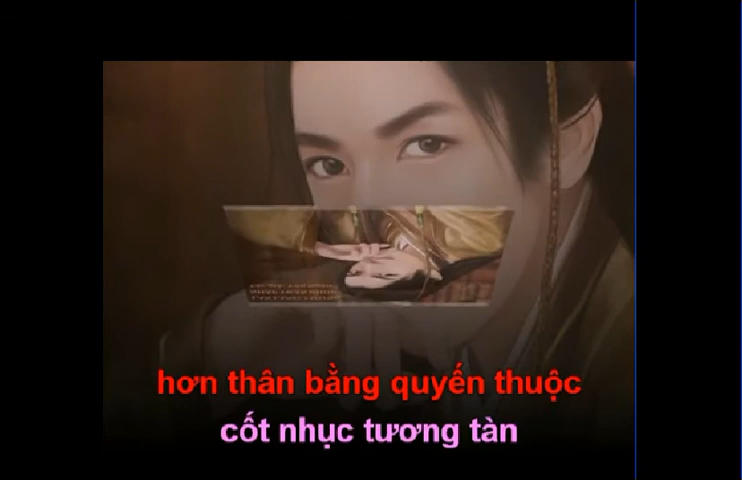 hơn thân bằng quyến thuộc
cốt nhục tương tàn